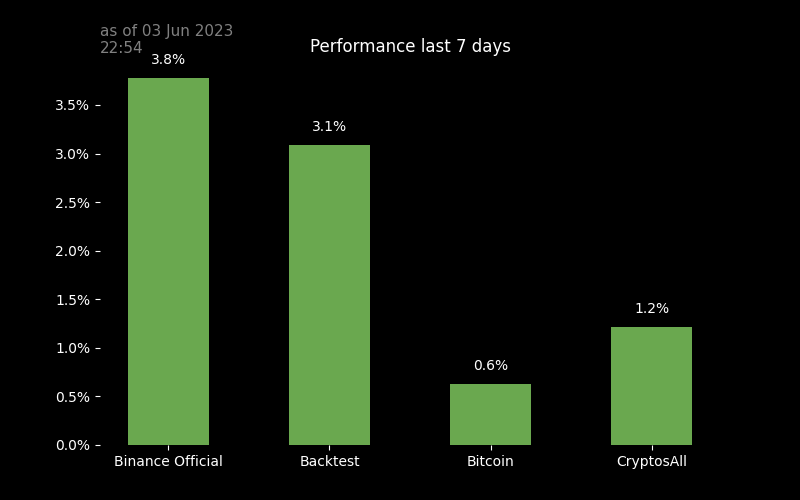 as of 03 Jun 2023
22:54
Performance last 7 days
3.8%
3.1%
0.6%
1.2%
3.5%
3.0%
2.5%
2.0%
1.5%
1.0%
0.5%
0.0%
Binance Official
Backtest
Bitcoin
CryptosAll